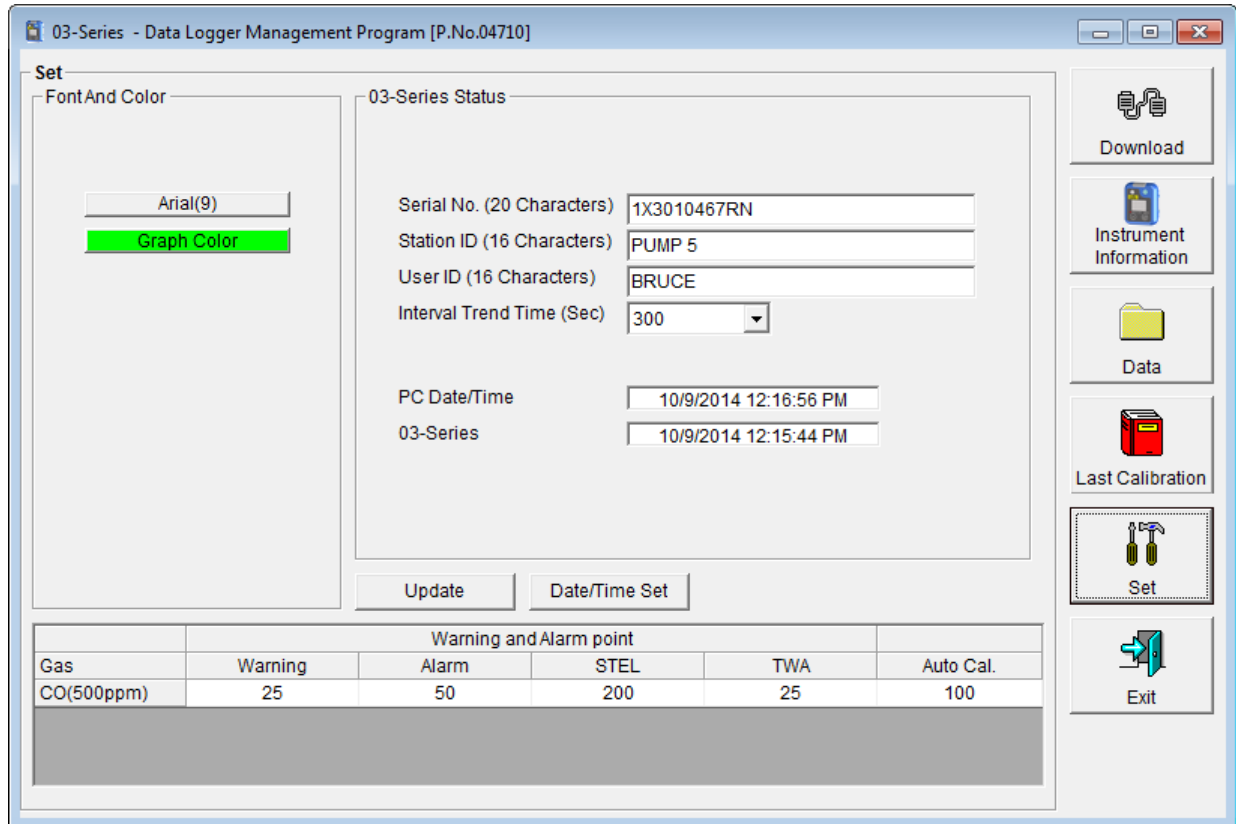 03-Series - Data Logger Management Program [P.No.04710]
Set
Font And Color
Arial(9)
Graph Color
03-Series Status
Serial No. (20 Characters) 1X3010467RN
Station ID (16 Characters) PUMP 5
User ID (16 Characters) BRUCE
Interval Trend Time (Sec) 300
PC Date/Time 10/9/2014 12:16:56 PM
03-Series 10/9/2014 12:15:44 PM
Update Date/Time Set
Warning and Alarm point
Gas Warning Alarm STEL TWA Auto Cal.
CO(500ppm) 25 50 200 25 100
Download
Instrument
Information
Data
Last Calibration
Set
Exit